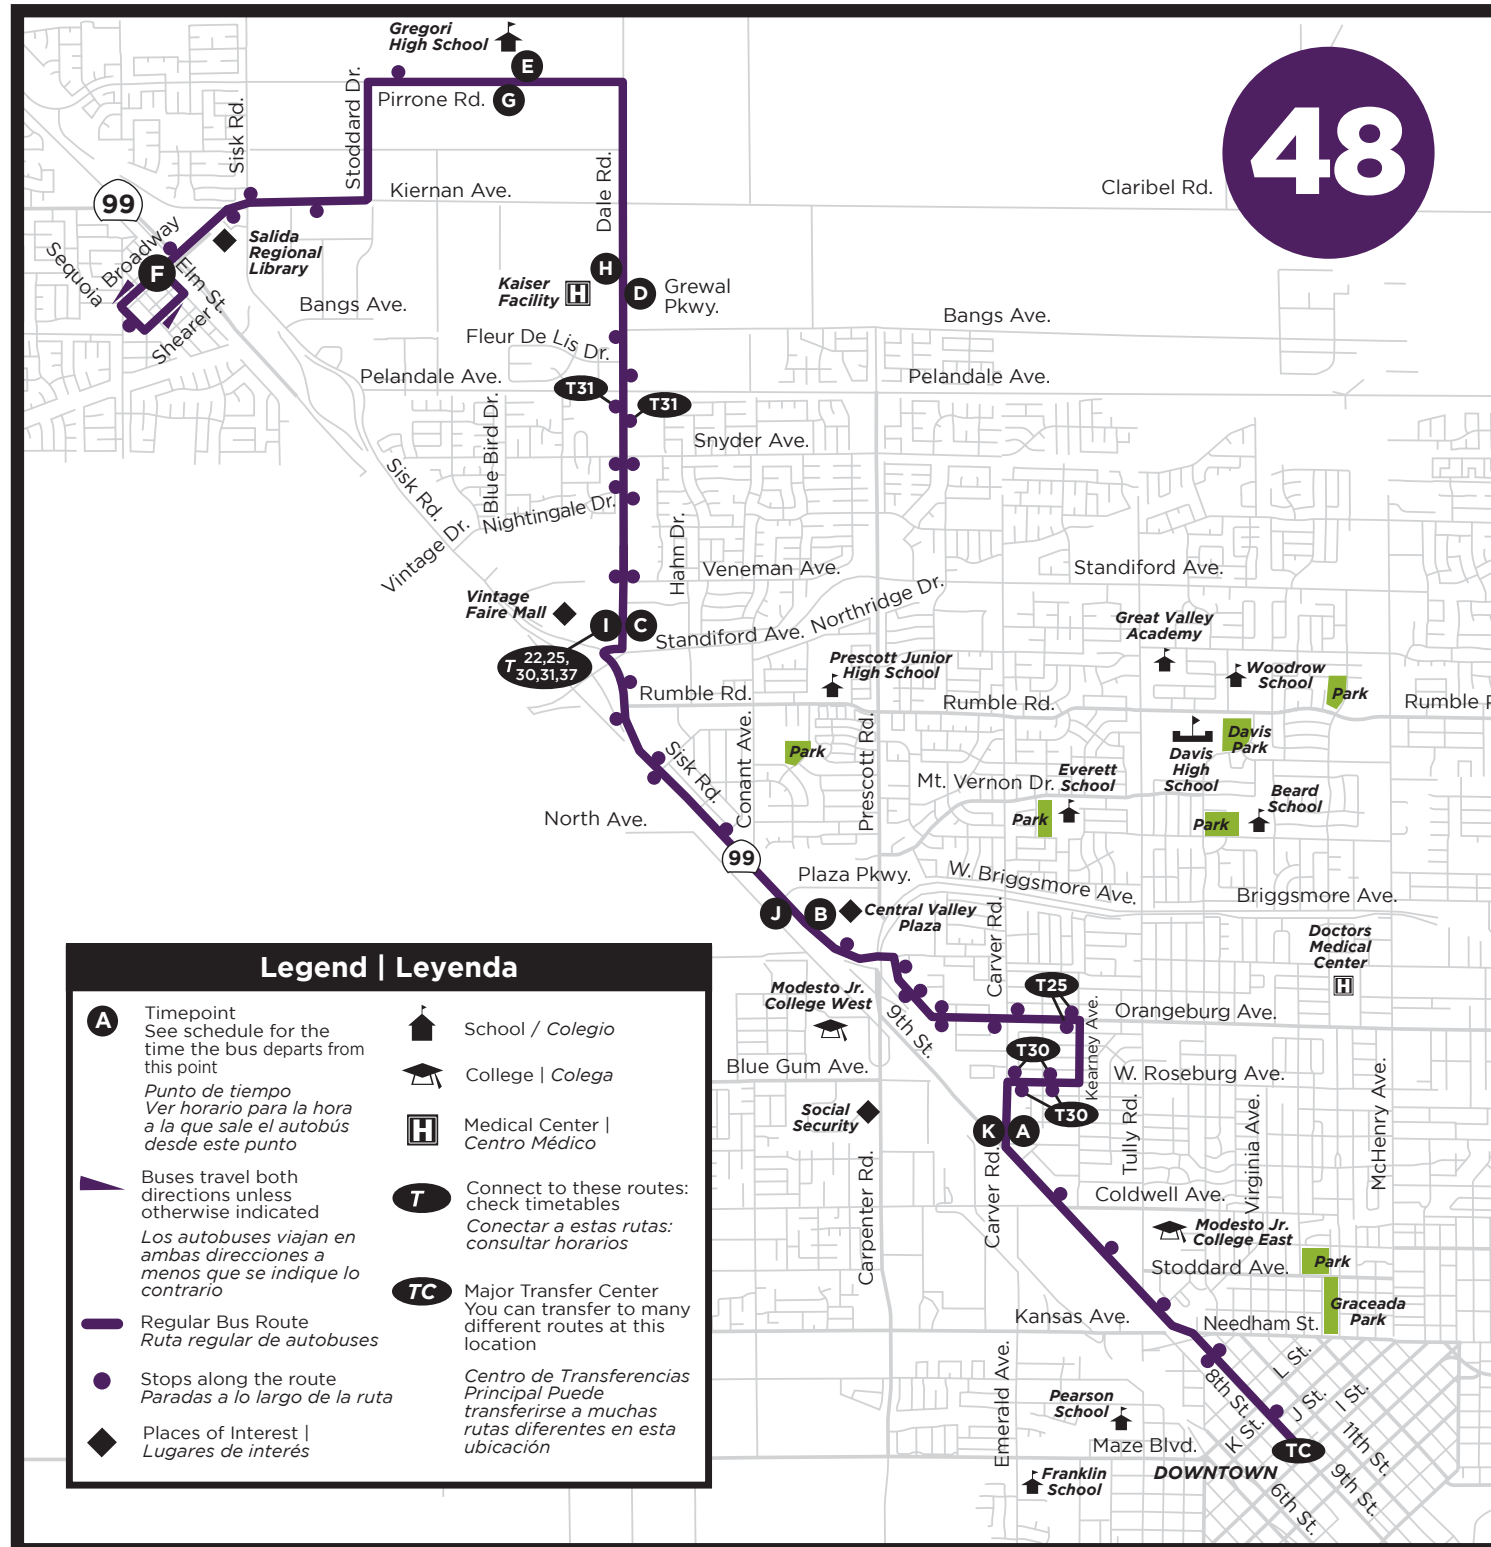 Gregori
High School
E
48
Pirrone Rd.
G
Stoddard Dr.
Sisk Rd.
Dale Rd.
Kiernan Ave.
Claribel Rd.
99
Salida
Regional
Library
Broadway
Sequoia
F
Elm St.
Shearer
H
Kaiser
Facility
H
D
Grewal
Pkwy.
Bangs Ave.
Bangs Ave.
Fleur De Lis Dr.
Pelandale Ave.
Pelandale Ave.
T31
T31
Blue Bird Dr.
Snyder Ave.
Sisk Rd.
Nightingale Dr.
Vintage Dr.
Hahn Dr.
Veneman Ave.
Standiford Ave.
Vintage
Faire Mall
I
C
Northridge Dr.
Standiford Ave.
Great Valley
Academy
T 22,25,
30,31,37
Prescott Junior
High School
Woodrow
School
Park
Rumble Rd.
Rumble Rd.
Rumble R
Conant Ave.
Prescott Rd.
Sisk Rd.
Park
Davis
Park
Davis
High
School
Mt. Vernon Dr.
Everett
School
Beard
School
Park
Park
North Ave.
99
Plaza Pkwy.
W. Briggsmore Ave.
Briggsmore Ave.
J
B
Central Valley
Plaza
Carver Rd.
Doctors
Medical
Center
H
Modesto Jr.
College West
T25
9th St.
Kearney Ave.
Orangeburg Ave.
Blue Gum Ave.
T30
W. Roseburg Ave.
T30
Social
Security
K
A
Tully Rd.
Virginia Ave.
McHenry Ave.
Carpenter Rd.
Carver Rd.
Coldwell Ave.
Modesto Jr.
College East
Stoddard Ave.
Park
Kansas Ave.
Needham St.
Graceada
Park
Emerald Ave.
8th St.
L St.
K St.
J St.
I St.
11th St.
9th St.
6th St.
Pearson
School
Maze Blvd.
TC
DOWNTOWN
Franklin
School
Legend | Leyenda
A
Timepoint
See schedule for the
time the bus departs from
this point
Punto de tiempo
Ver horario para la hora
a la que sale el autobús
desde este punto
Buses travel both
directions unless
otherwise indicated
Los autobuses viajan en
ambas direcciones a
menos que se indique lo
contrario
Regular Bus Route
Ruta regular de autobuses
Stops along the route
Paradas a lo largo de la ruta
Places of Interest |
Lugares de interés
School / Colegio
College | Colega
H
Medical Center |
Centro Médico
T
Connect to these routes:
check timetables
Conectar a estas rutas:
consultar horarios
TC
Major Transfer Center
You can transfer to many
different routes at this
location
Centro de Transferencias
Principal Puede
transferirse a muchas
rutas diferentes en esta
ubicación